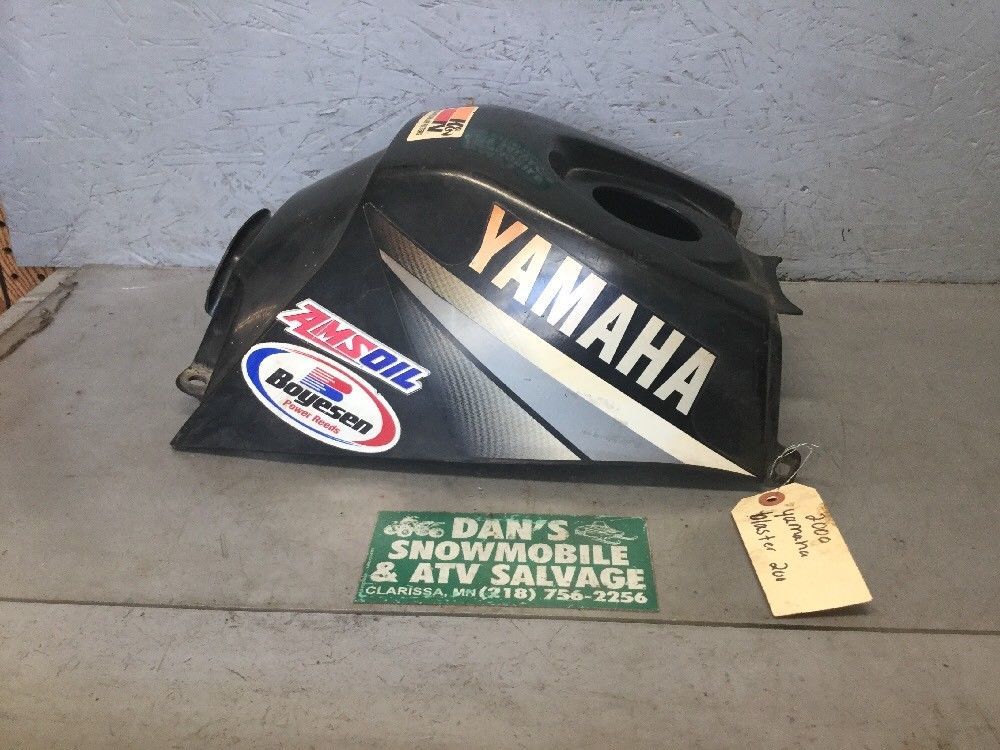 K&N
YAMAHA
AMSOIL
Boyesen
Power Reeds
DAN'S
SNOWMOBILE
& ATV SALVAGE
CLARISSA, MN (218) 756-2256
2000
yamaha
blaster 200